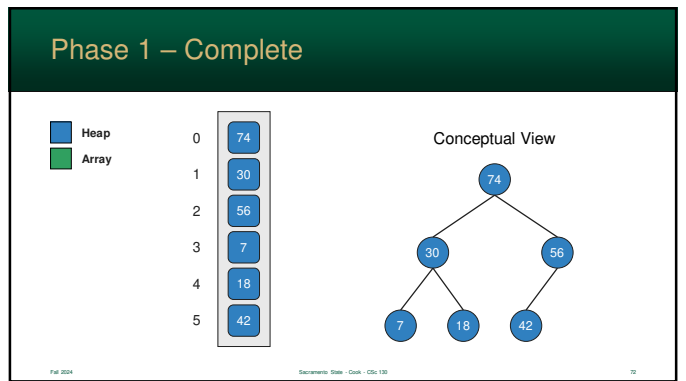 Phase 1 – Complete
Heap
Array
0 74
1 30
2 56
3 7
4 18
5 42
Conceptual View
74
30 56
7 18 42
Fall 2024 Sacramento State - Cook - CSc 130 72